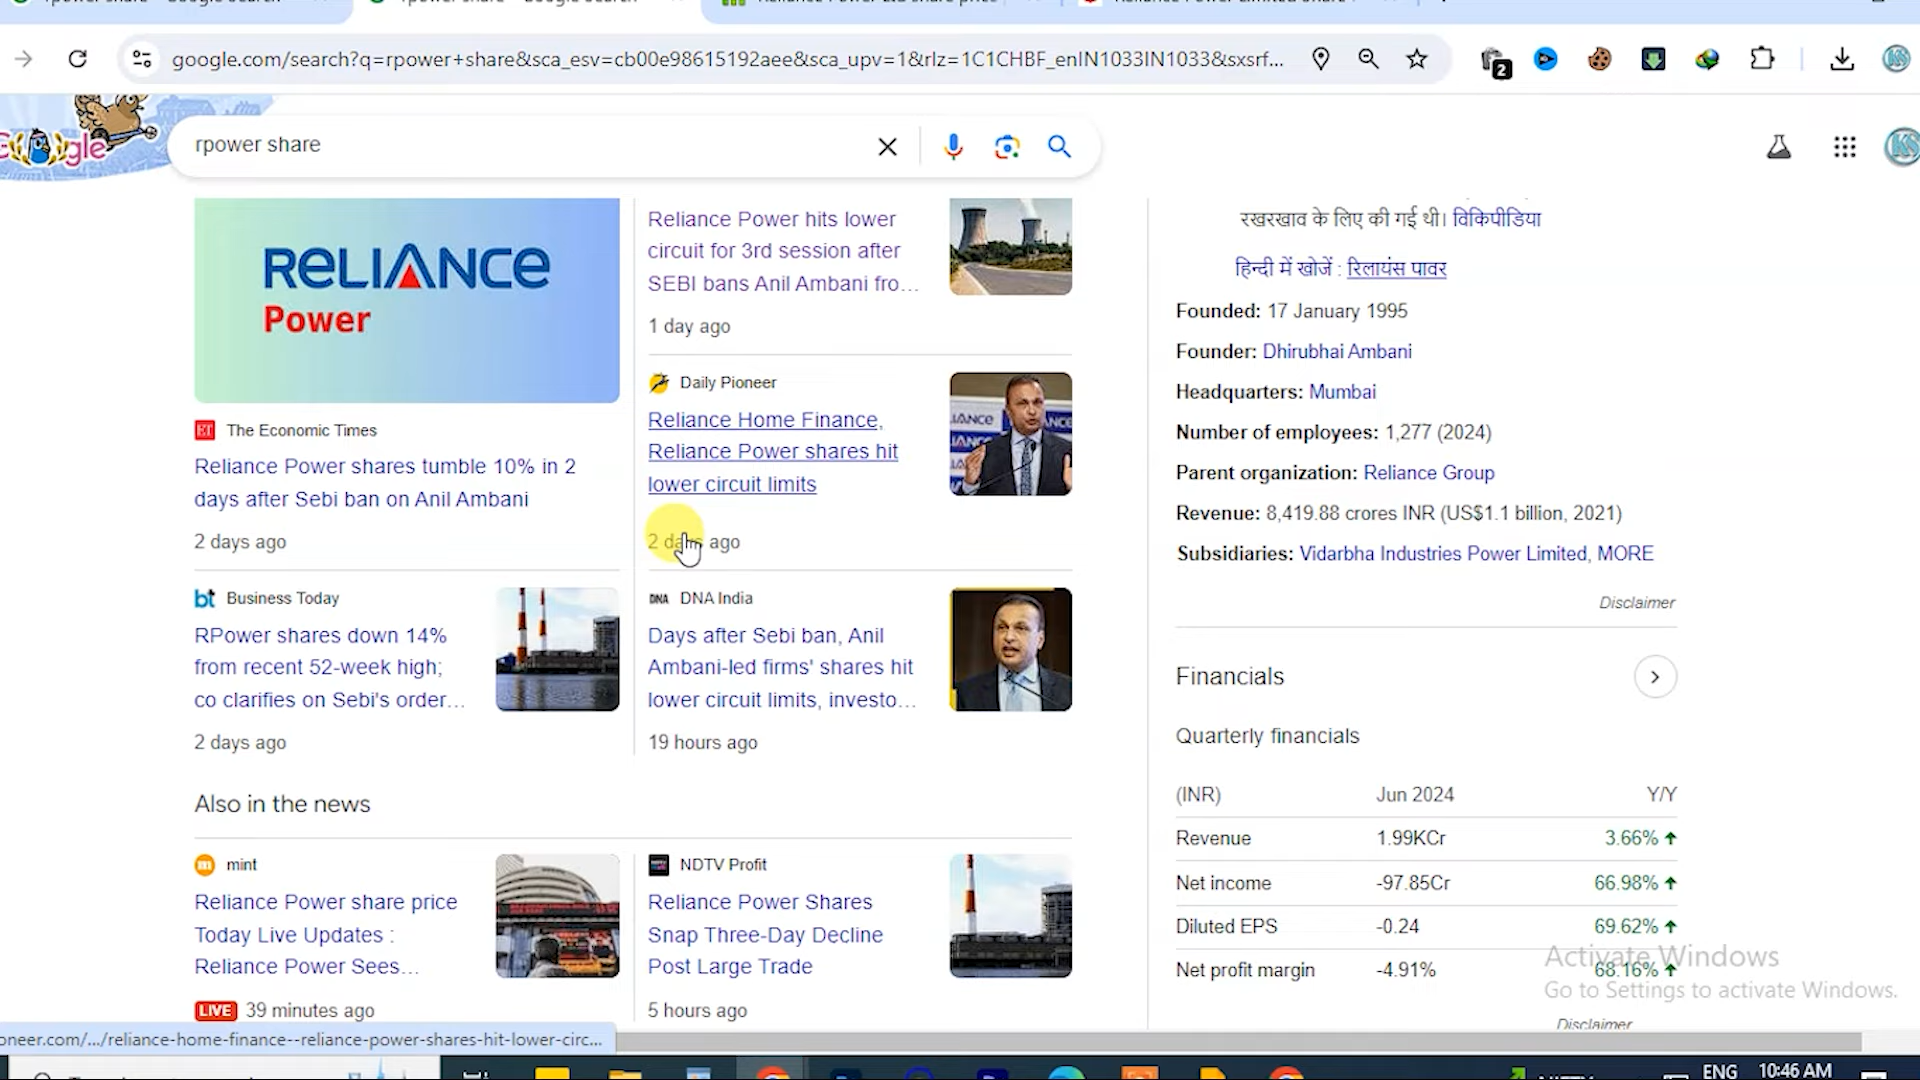 google.com/search?q=rpower+share&sca_esv=cb00e98615192aee&sca_upv=1&rlz=1C1CHBF_enIN1033IN1033&sxsrf...
2
rpower share
KS
RELIANCE
Power
The Economic Times
Reliance Power shares tumble 10% in 2
days after Sebi ban on Anil Ambani
2 days ago
bt Business Today
RPower shares down 14%
from recent 52-week high;
co clarifies on Sebi's order...
2 days ago
Reliance Power hits lower
circuit for 3rd session after
SEBI bans Anil Ambani fro...
1 day ago
Daily Pioneer
Reliance Home Finance,
Reliance Power shares hit
lower circuit limits
2 days ago
DNA DNA India
Days after Sebi ban, Anil
Ambani-led firms' shares hit
lower circuit limits, investo...
19 hours ago
Also in the news
mint
Reliance Power share price
Today Live Updates :
Reliance Power Sees...
LIVE 39 minutes ago
NDTV Profit
Reliance Power Shares
Snap Three-Day Decline
Post Large Trade
5 hours ago
रखरखाव के लिए की गई थी। विकिपीडिया
हिन्दी में खोजें : रिलायंस पावर
Founded: 17 January 1995
Founder: Dhirubhai Ambani
Headquarters: Mumbai
Number of employees: 1,277 (2024)
Parent organization: Reliance Group
Revenue: 8,419.88 crores INR (US$1.1 billion, 2021)
Subsidiaries: Vidarbha Industries Power Limited, MORE
Disclaimer
Financials
Quarterly financials
(INR) Jun 2024 Y/Y
Revenue 1.99KCr 3.66%
Net income -97.85Cr 66.98%
Diluted EPS -0.24 69.62%
Net profit margin -4.91% 68.16%
Activate Windows
Go to Settings to activate Windows.
Disclaimer
oneer.com/.../reliance-home-finance--reliance-power-shares-hit-lower-circ...
ENG 10:46 AM